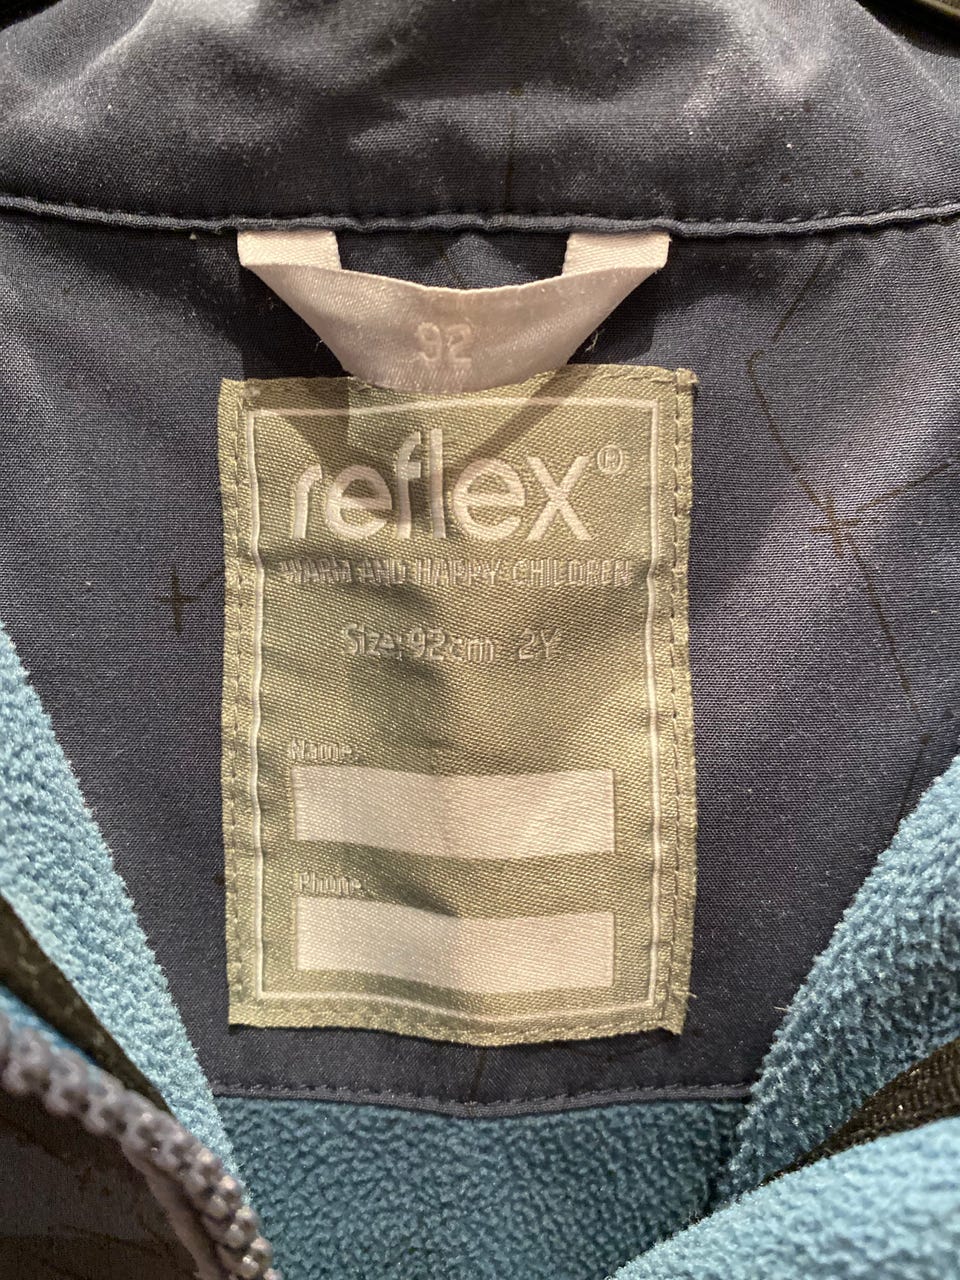 92
reflex®
WARM AND HAPPY CHILDREN
Size: 92cm 2Y
Name:
Phone: